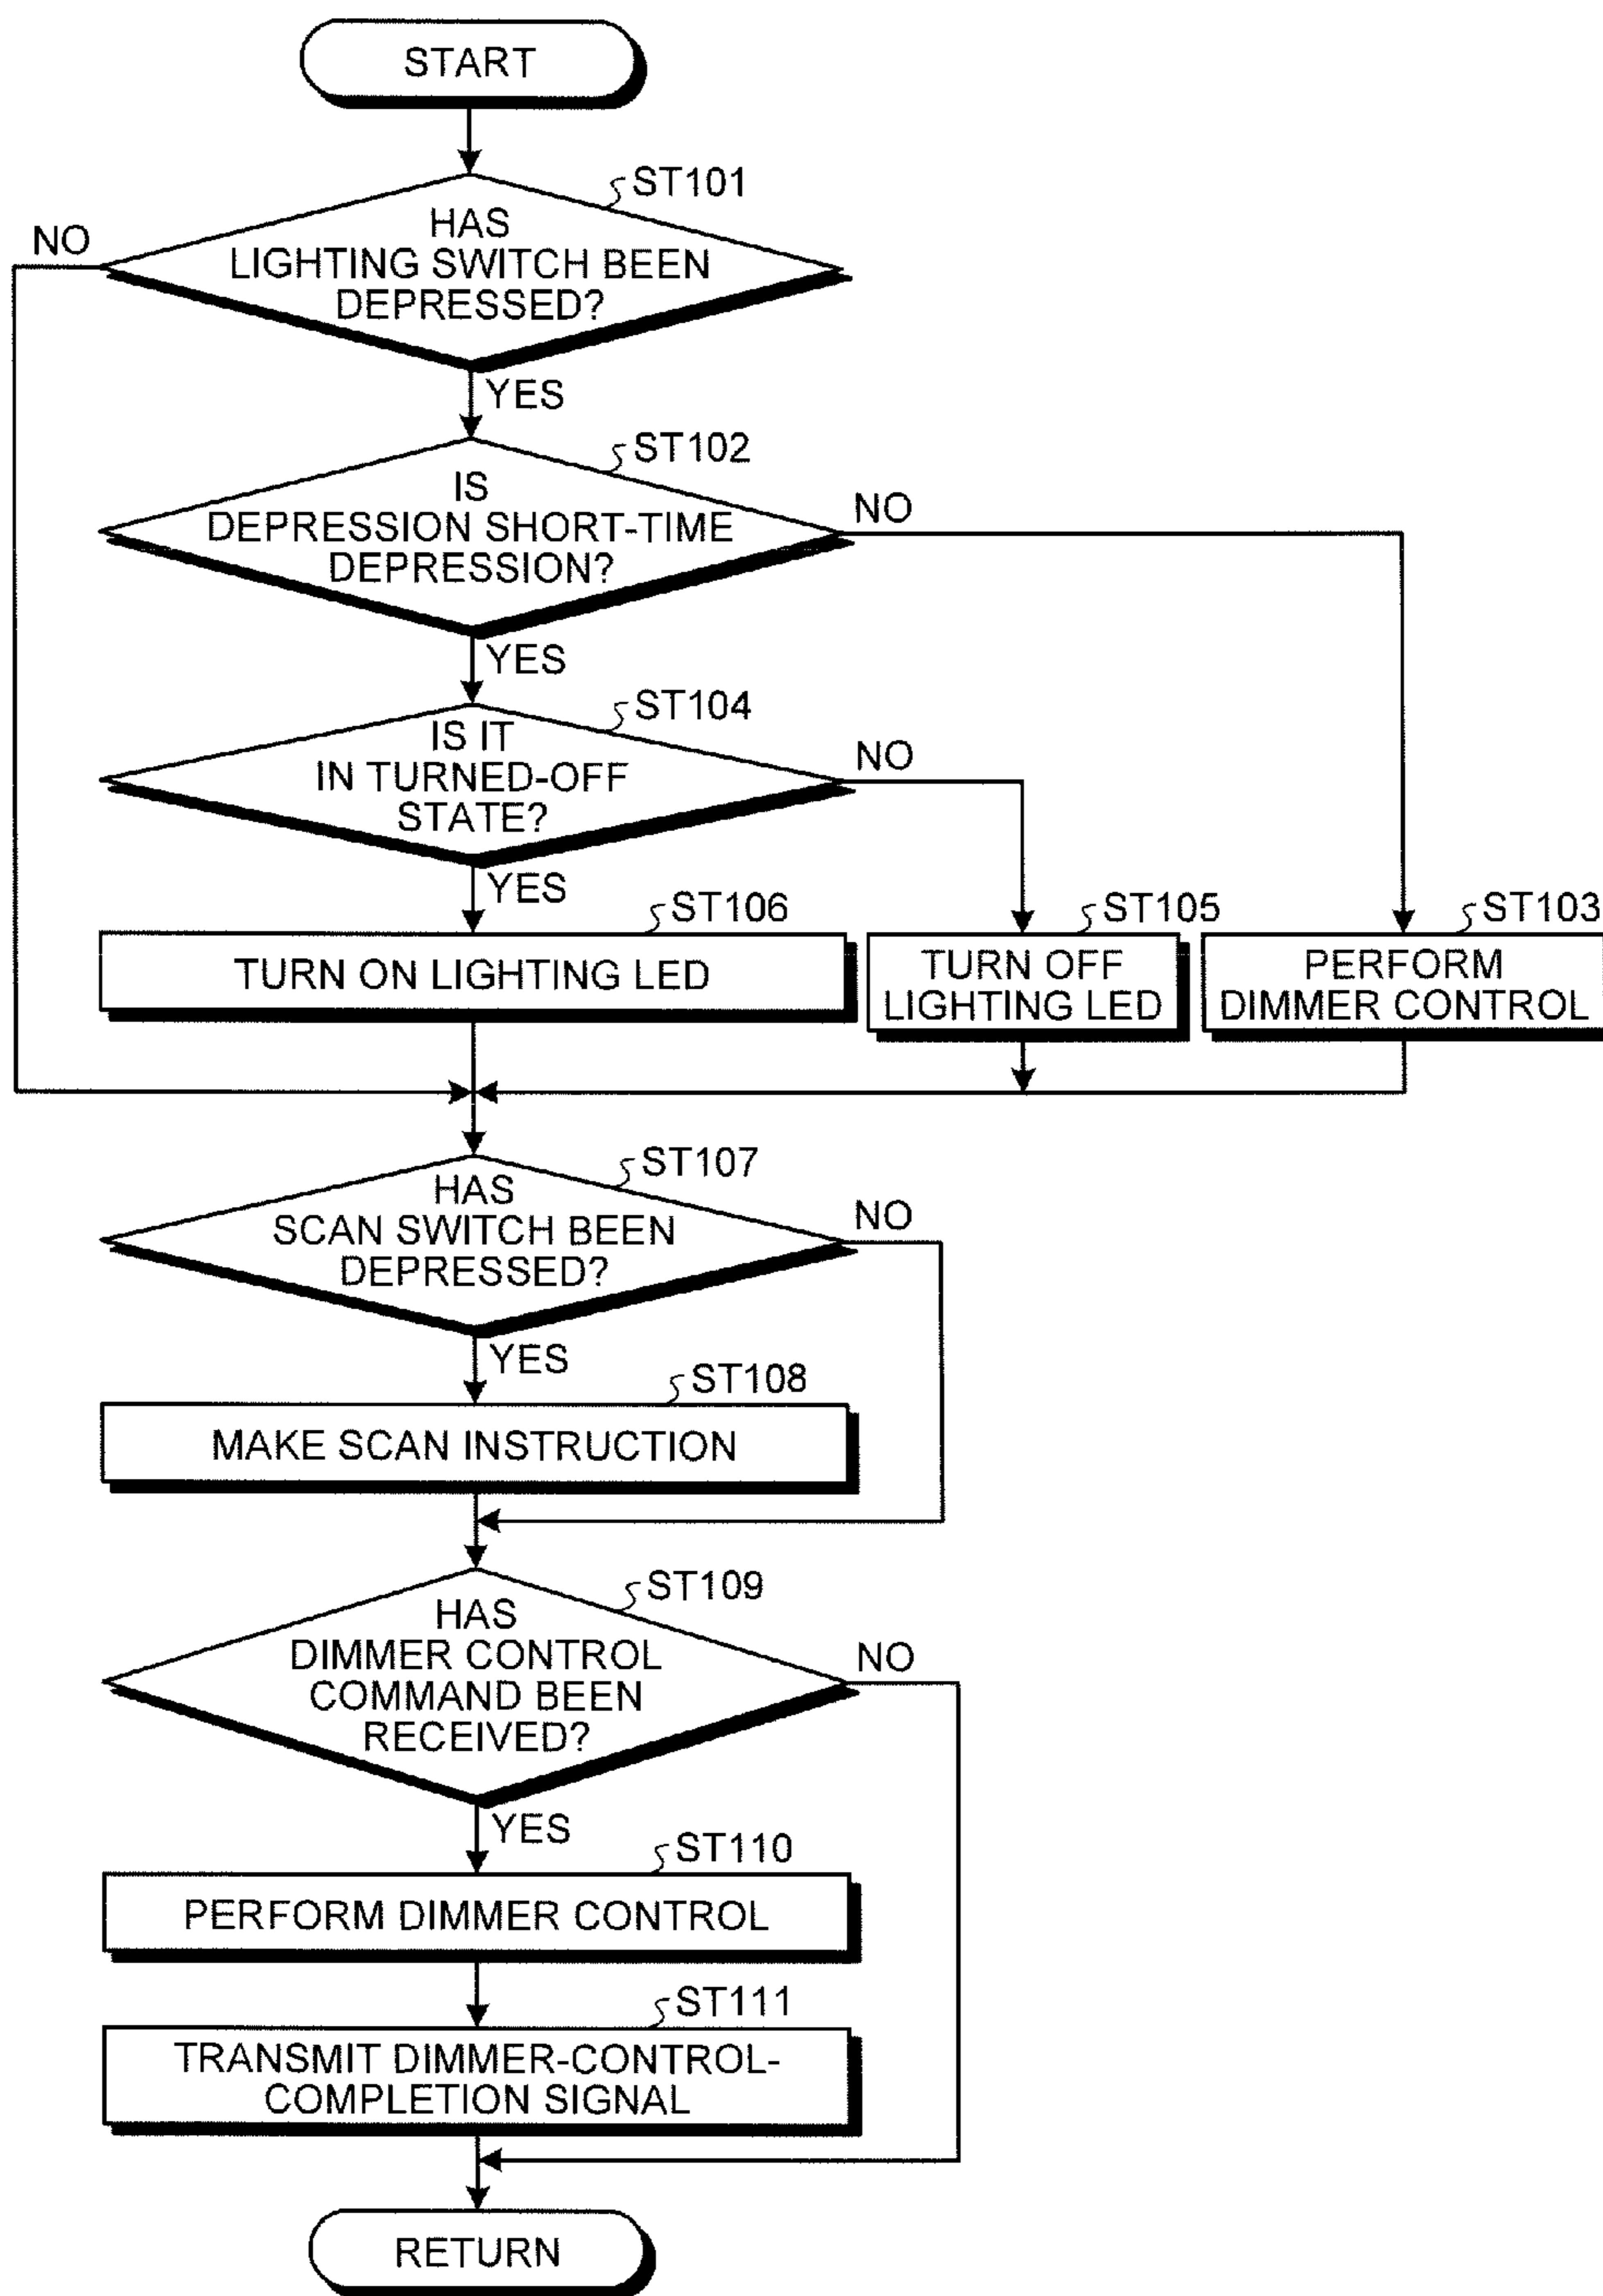 START
ST101
NO
HAS
LIGHTING SWITCH BEEN
DEPRESSED?
YES
ST102
IS
DEPRESSION SHORT-TIME
DEPRESSION?
NO
YES
ST104
IS IT
IN TURNED-OFF
STATE?
NO
YES
ST106
TURN ON LIGHTING LED
ST105
TURN OFF
LIGHTING LED
ST103
PERFORM
DIMMER CONTROL
ST107
HAS
SCAN SWITCH BEEN
DEPRESSED?
NO
YES
ST108
MAKE SCAN INSTRUCTION
ST109
HAS
DIMMER CONTROL
COMMAND BEEN
RECEIVED?
NO
YES
ST110
PERFORM DIMMER CONTROL
ST111
TRANSMIT DIMMER-CONTROL-
COMPLETION SIGNAL
RETURN